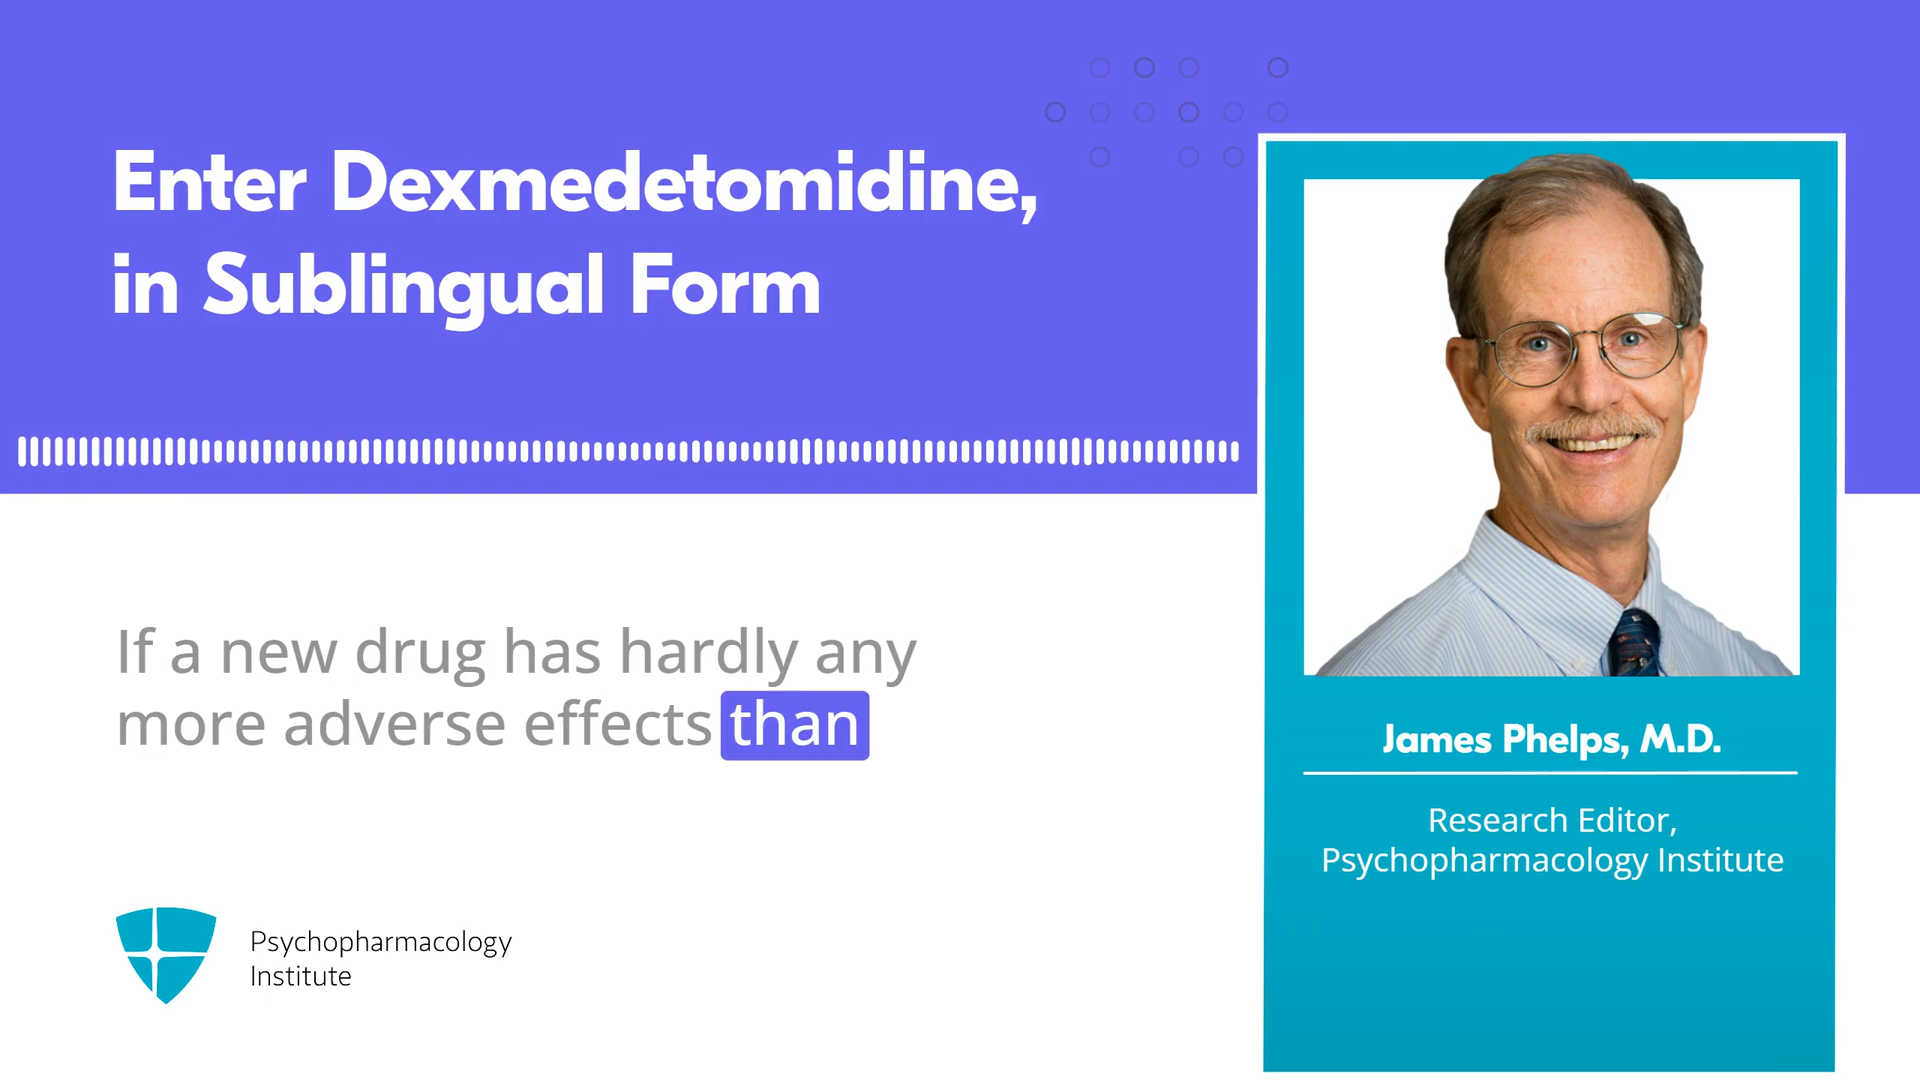 Enter Dexmedetomidine,
in Sublingual Form
If a new drug has hardly any
more adverse effects than
James Phelps, M.D.
Research Editor,
Psychopharmacology Institute
Psychopharmacology
Institute